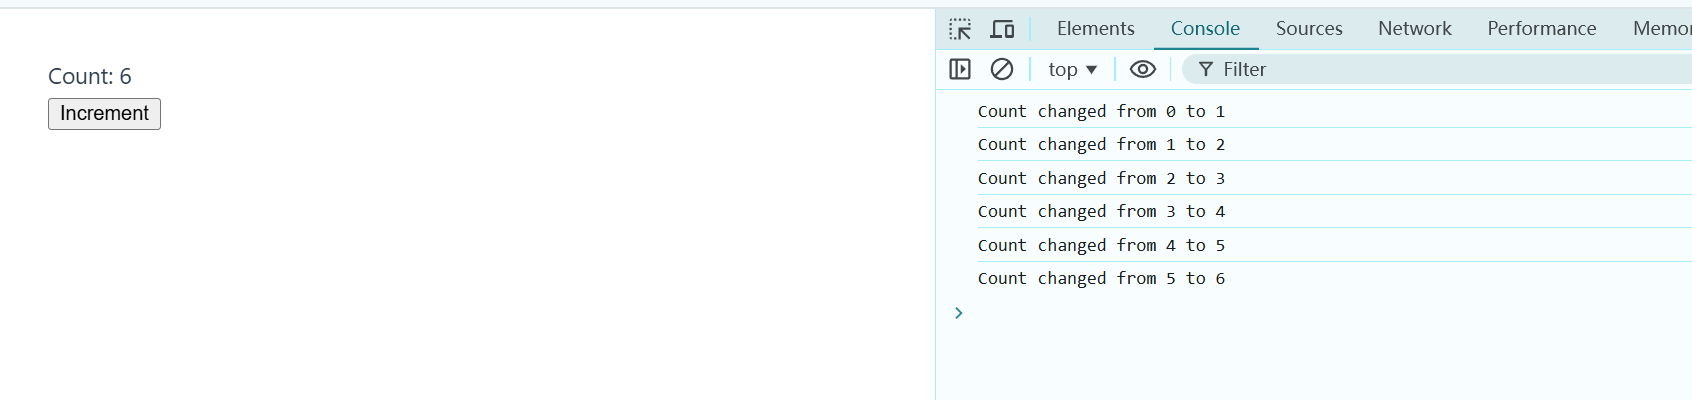 Count: 6
Increment
Elements Console Sources Network Performance
top Filter
Count changed from 0 to 1
Count changed from 1 to 2
Count changed from 2 to 3
Count changed from 3 to 4
Count changed from 4 to 5
Count changed from 5 to 6